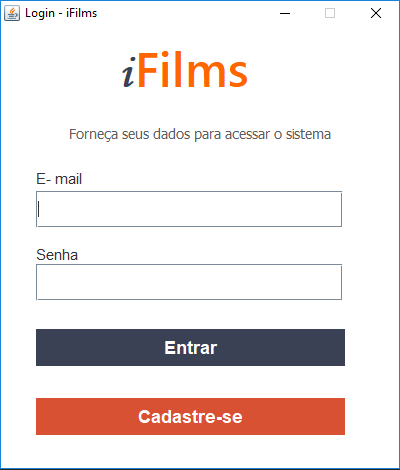 Login - iFilms
iFilms
Forneça seus dados para acessar o sistema
E- mail
Senha
Entrar
Cadastre-se